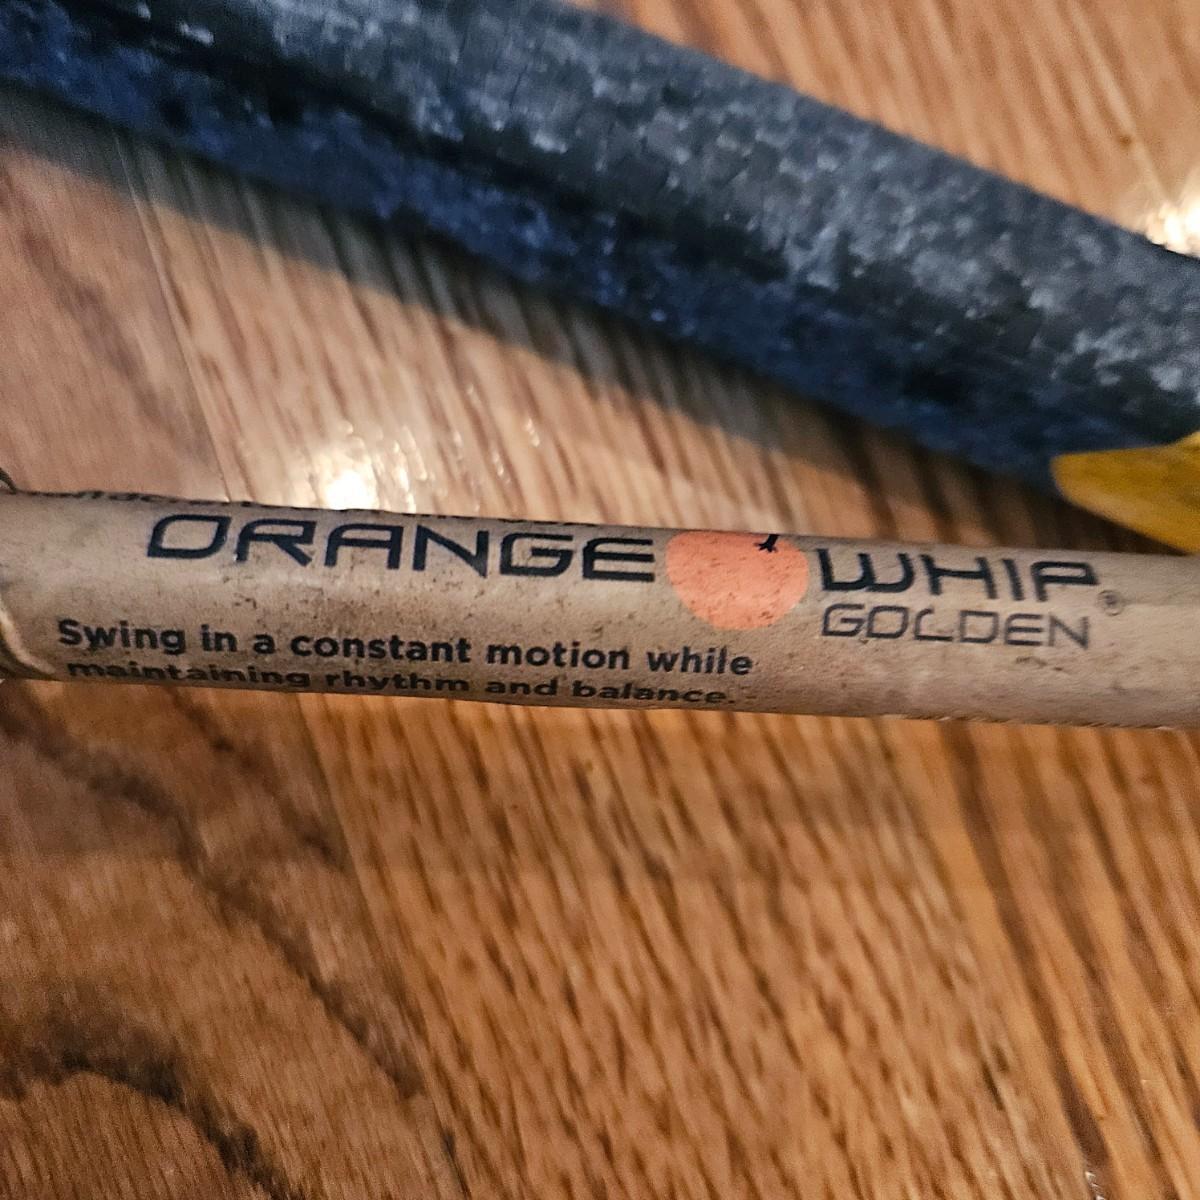 ORANGE WHIP®
GOLDEN
Swing in a constant motion while
maintaining rhythm and balance.